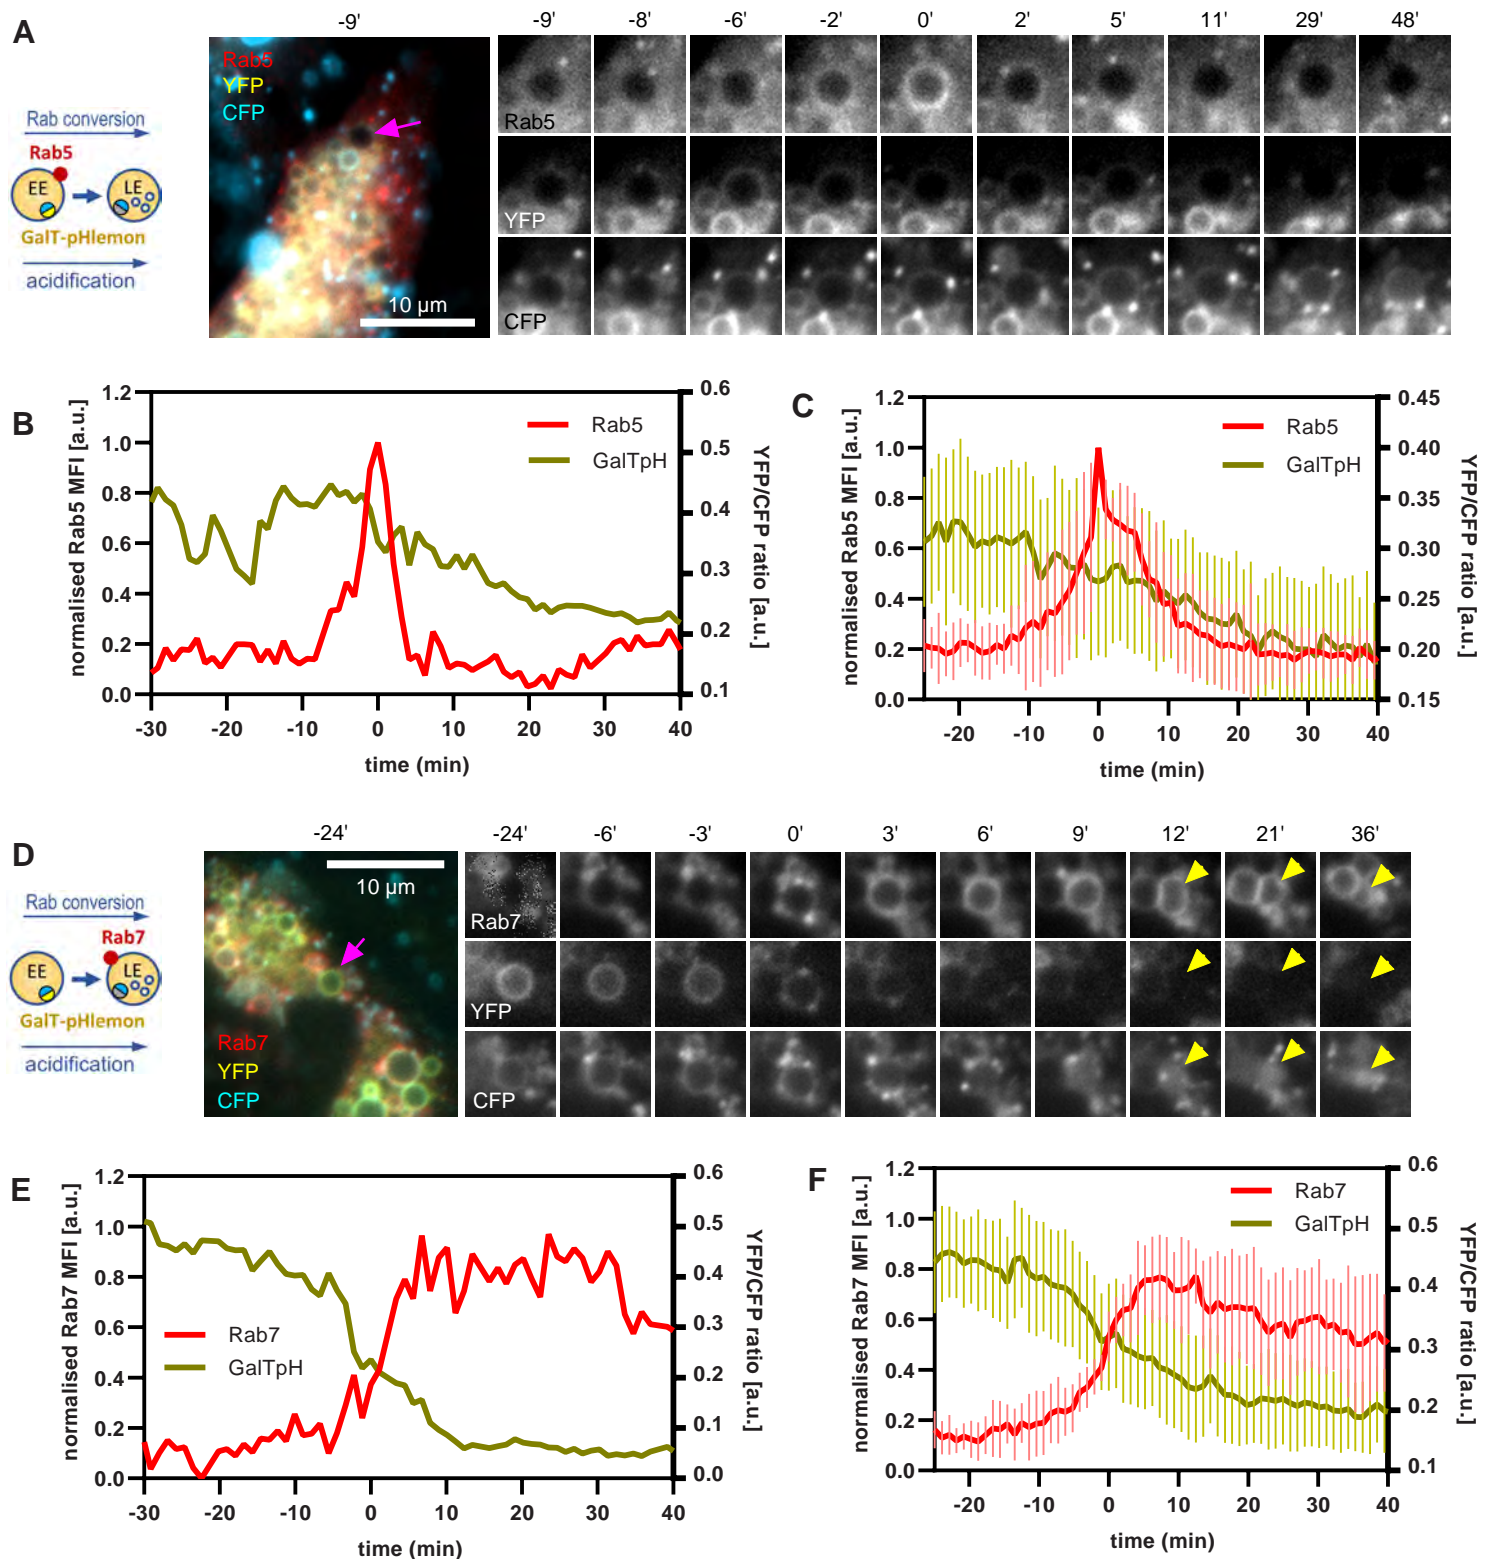 A
-9'
-9' -8' -6' -2' 0' 2' 5' 11' 29' 48'
Rab5
YFP
CFP
10 µm
Rab conversion
Rab5
EE
LE
GalT-pHlemon
acidification
Rab5
YFP
CFP
B
normalised Rab5 MFI [a.u.]
1.2
1.0
0.8
0.6
0.4
0.2
0.0
Rab5
GalTpH
0.6
0.5
0.4
0.3
0.2
0.1
YFP/CFP ratio [a.u.]
-30 -20 -10 0 10 20 30 40
time (min)
C
normalised Rab5 MFI [a.u.]
1.2
1.0
0.8
0.6
0.4
0.2
0.0
Rab5
GalTpH
0.45
0.40
0.35
0.30
0.25
0.20
0.15
YFP/CFP ratio [a.u.]
-20 -10 0 10 20 30 40
time (min)
D
-24'
-24' -6' -3' 0' 3' 6' 9' 12' 21' 36'
10 µm
Rab7
YFP
CFP
Rab conversion
Rab7
EE
LE
GalT-pHlemon
acidification
Rab7
YFP
CFP
E
normalised Rab7 MFI [a.u.]
1.2
1.0
0.8
0.6
0.4
0.2
0.0
Rab7
GalTpH
0.6
0.5
0.4
0.3
0.2
0.1
0.0
YFP/CFP ratio [a.u.]
-30 -20 -10 0 10 20 30 40
time (min)
F
normalised Rab7 MFI [a.u.]
1.2
1.0
0.8
0.6
0.4
0.2
0.0
Rab7
GalTpH
0.6
0.5
0.4
0.3
0.2
0.1
YFP/CFP ratio [a.u.]
-20 -10 0 10 20 30 40
time (min)